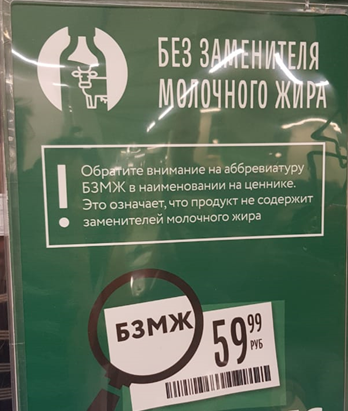 БЕЗ ЗАМЕНИТЕЛЯ
МОЛОЧНОГО ЖИРА
! Обратите внимание на аббревиатуру
БЗМЖ в наименовании на ценнике.
Это означает, что продукт не содержит
заменителей молочного жира
БЗМЖ
59 99
РУБ